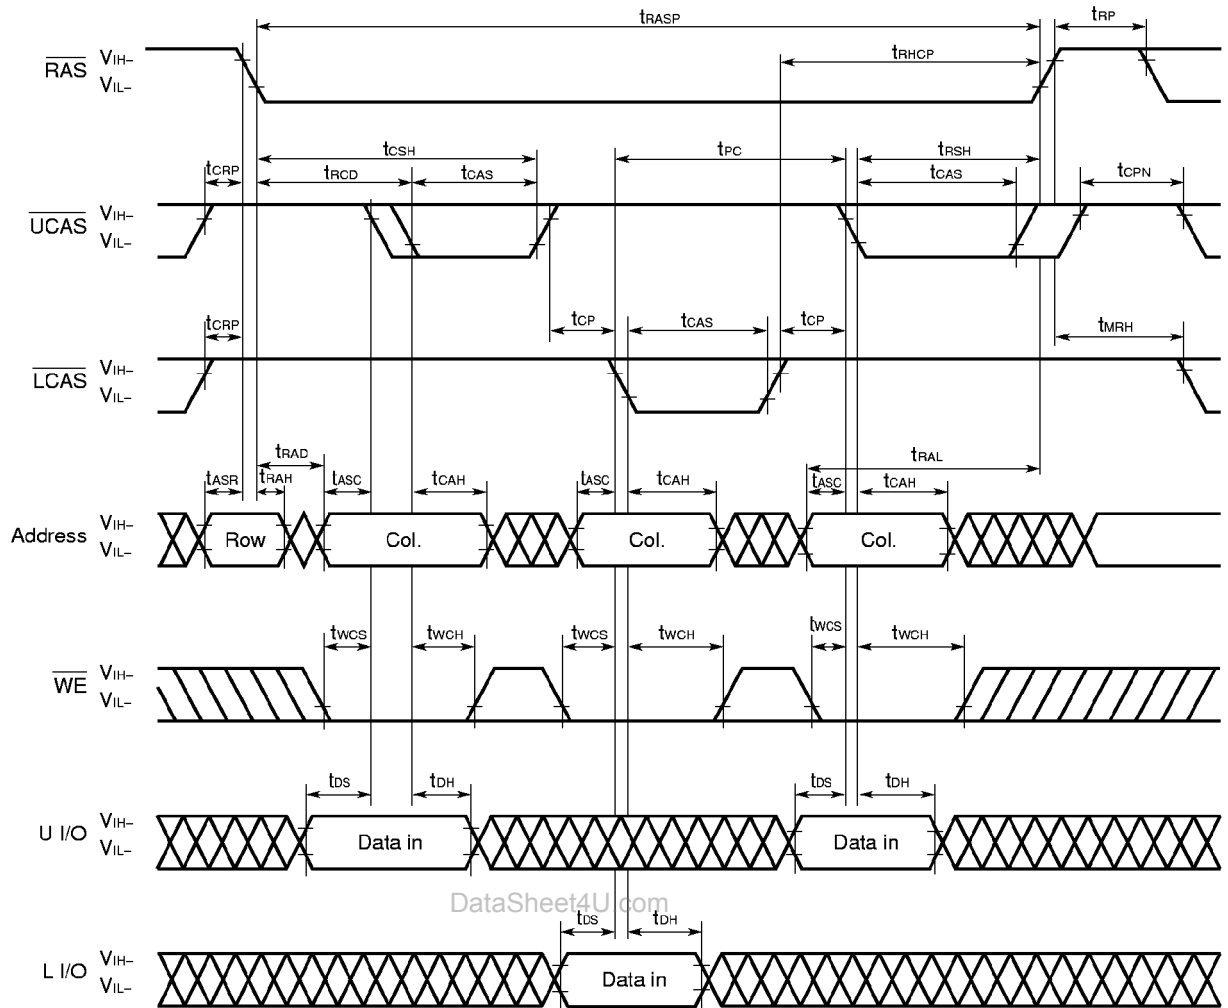 tRASP
tRP
tRHCP
RAS
VIH–
VIL–
tCSH
tPC
tRSH
tCRP
tRCD
tCAS
tCAS
tCPN
UCAS
VIH–
VIL–
tCRP
tCP
tCAS
tCP
tMRH
LCAS
VIH–
VIL–
tRAD
tRAL
tASR
tRAH
tASC
tCAH
tASC
tCAH
tASC
tCAH
Address
VIH–
VIL–
Row
Col.
Col.
Col.
tWCS
tWCH
tWCS
tWCH
tWCS
tWCH
WE
VIH–
VIL–
tDS
tDH
tDS
tDH
U I/O
VIH–
VIL–
Data in
Data in
DataSheet4U.com
tDS
tDH
L I/O
VIH–
VIL–
Data in